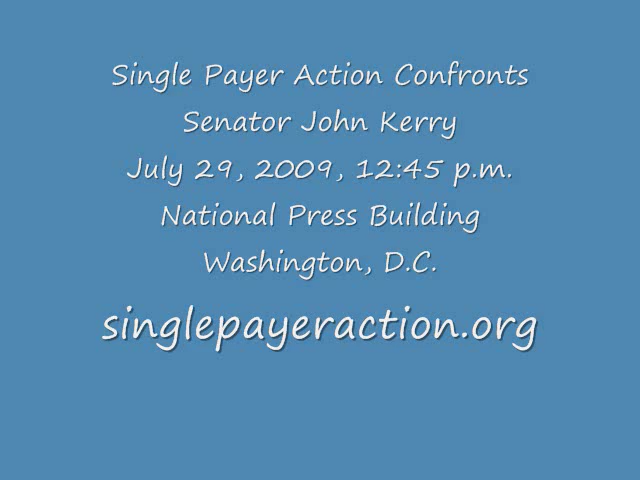 Single Payer Action Confronts
Senator John Kerry
July 29, 2009, 12:45 p.m.
National Press Building
Washington, D.C.
singlepayeraction.org